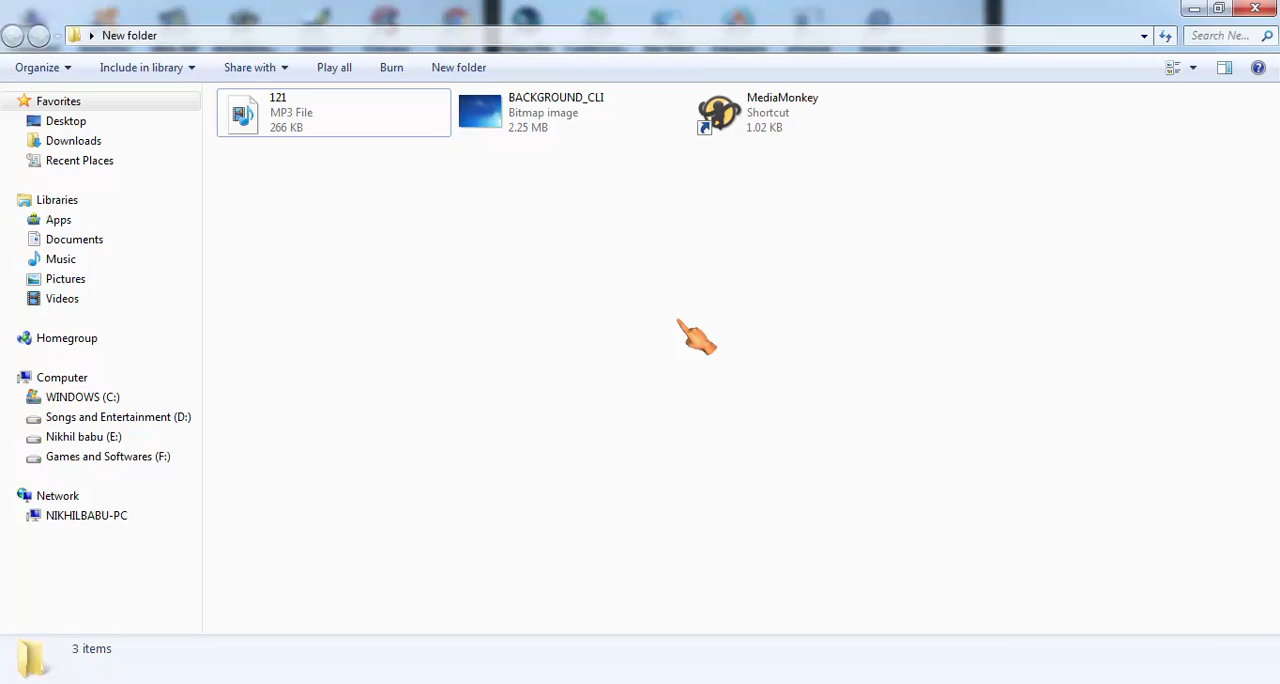 New folder
Search Ne...
Organize
Include in library
Share with
Play all
Burn
New folder
Favorites
Desktop
Downloads
Recent Places
Libraries
Apps
Documents
Music
Pictures
Videos
Homegroup
Computer
WINDOWS (C:)
Songs and Entertainment (D:)
Nikhil babu (E:)
Games and Softwares (F:)
Network
NIKHILBABU-PC
121
MP3 File
266 KB
BACKGROUND_CLI
Bitmap image
2.25 MB
MediaMonkey
Shortcut
1.02 KB
3 items